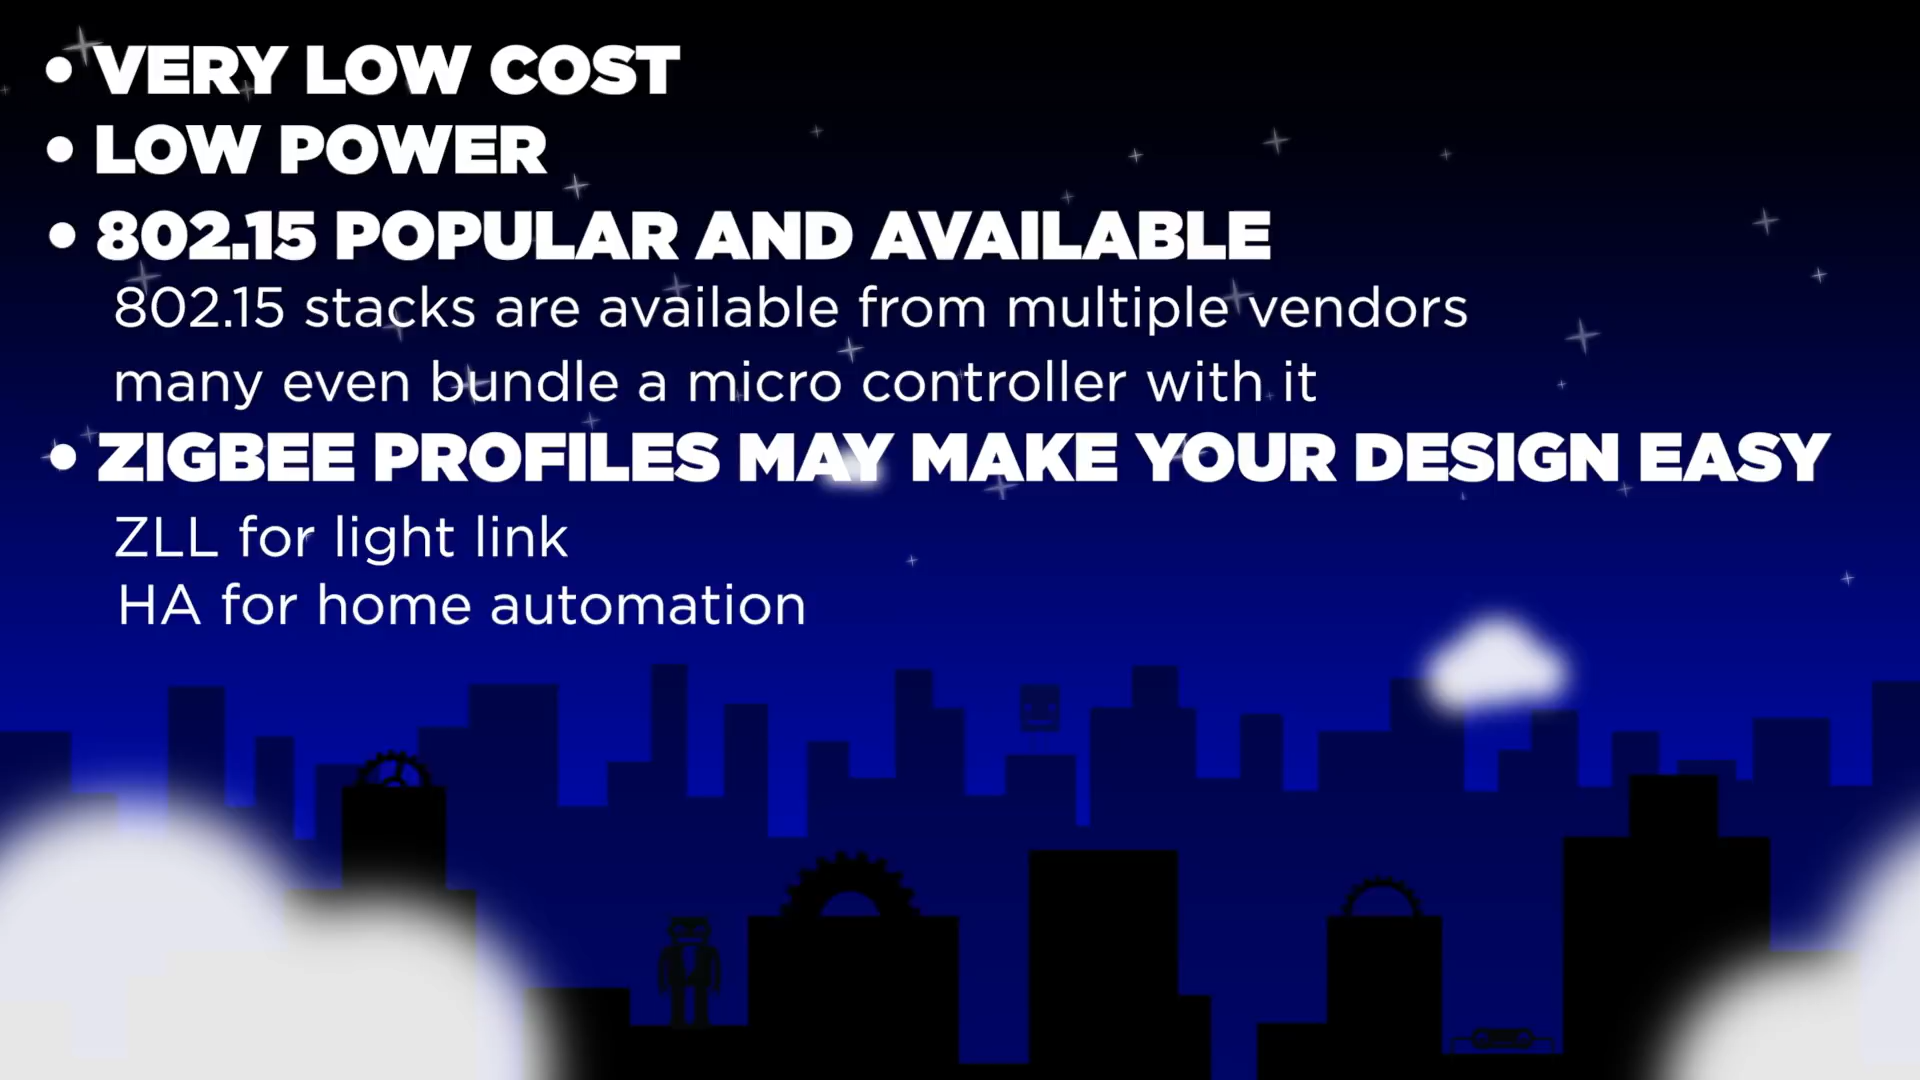 • VERY LOW COST
• LOW POWER
• 802.15 POPULAR AND AVAILABLE
802.15 stacks are available from multiple vendors
many even bundle a micro controller with it
• ZIGBEE PROFILES MAY MAKE YOUR DESIGN EASY
ZLL for light link
HA for home automation